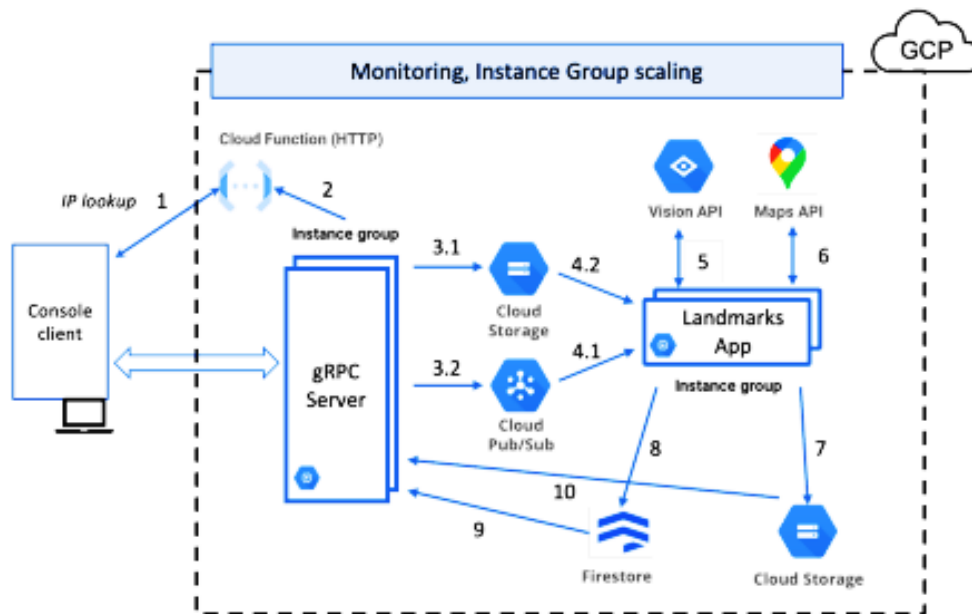 GCP
Monitoring, Instance Group scaling
Cloud Function (HTTP)
IP lookup
1
2
Vision API
Maps API
Instance group
3.1
4.2
5
6
Console
client
Cloud
Storage
Landmarks
App
gRPC
Server
3.2
4.1
Instance group
Cloud
Pub/Sub
8
7
10
9
Firestore
Cloud Storage